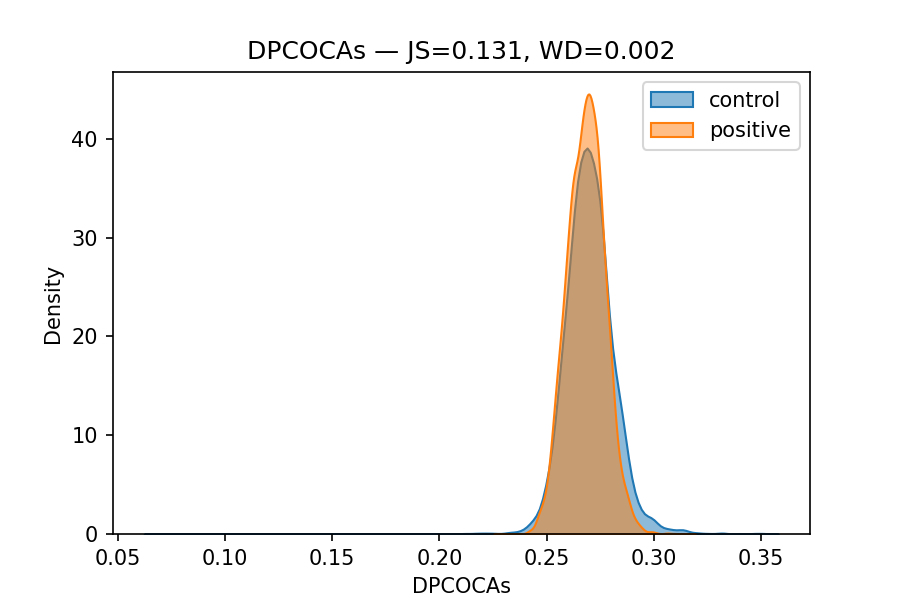 DPCOCAs — JS=0.131, WD=0.002
control
positive
40
30
20
10
0
Density
0.05 0.10 0.15 0.20 0.25 0.30 0.35
DPCOCAs